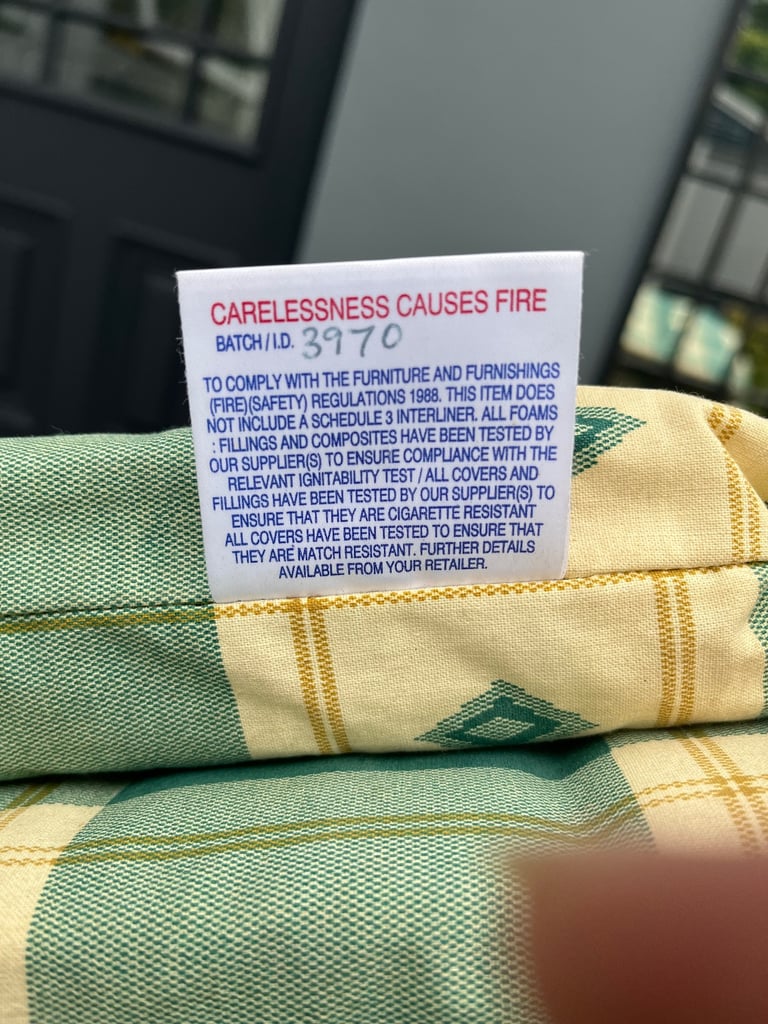 CARELESSNESS CAUSES FIRE
BATCH / I.D. 3970
TO COMPLY WITH THE FURNITURE AND FURNISHINGS
(FIRE)(SAFETY) REGULATIONS 1988. THIS ITEM DOES
NOT INCLUDE A SCHEDULE 3 INTERLINER. ALL FOAMS
: FILLINGS AND COMPOSITES HAVE BEEN TESTED BY
OUR SUPPLIER(S) TO ENSURE COMPLIANCE WITH THE
RELEVANT IGNITABILITY TEST / ALL COVERS AND
FILLINGS HAVE BEEN TESTED BY OUR SUPPLIER(S) TO
ENSURE THAT THEY ARE CIGARETTE RESISTANT
ALL COVERS HAVE BEEN TESTED TO ENSURE THAT
THEY ARE MATCH RESISTANT. FURTHER DETAILS
AVAILABLE FROM YOUR RETAILER.